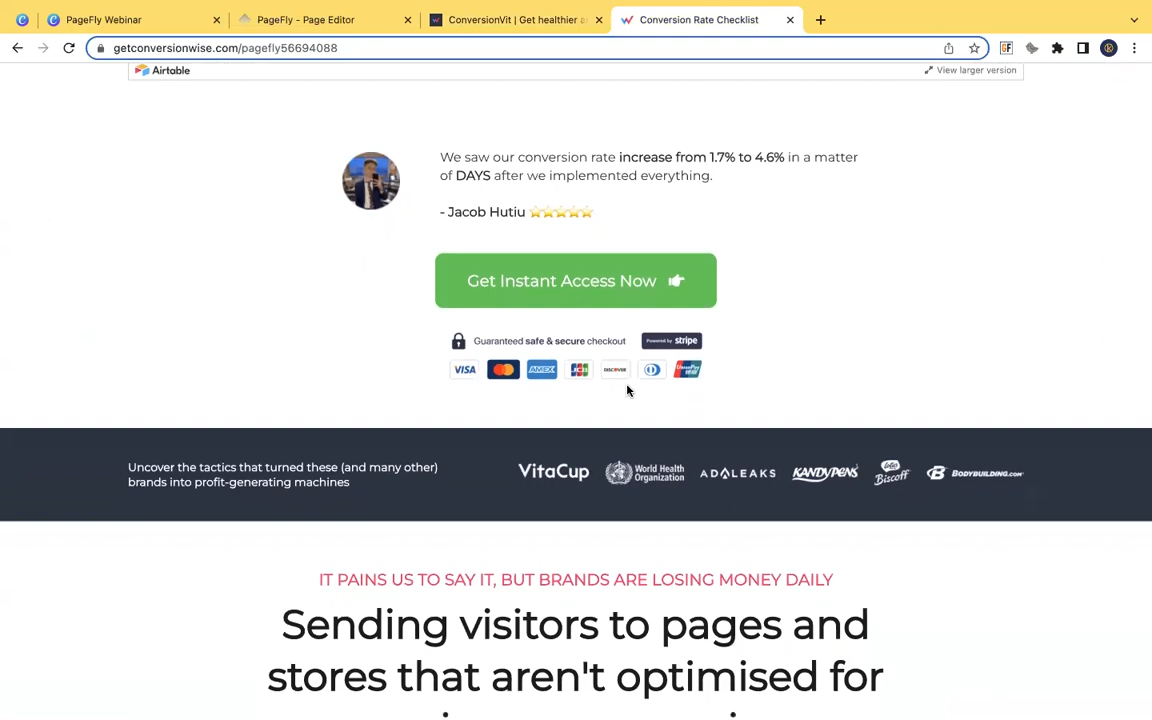 PageFly Webinar
PageFly - Page Editor
ConversionVit | Get healthier a
Conversion Rate Checklist
getconversionwise.com/pagefly56694088
GF
Airtable
View larger version
We saw our conversion rate increase from 1.7% to 4.6% in a matter
of DAYS after we implemented everything.
- Jacob Hutiu
Get Instant Access Now
Guaranteed safe & secure checkout
Powered by stripe
VISA
AMEX
JCB
DISCOVER
UnionPay
Uncover the tactics that turned these (and many other)
brands into profit-generating machines
VitaCup
World Health
Organization
ADALEAKS
KANDYPENS
Lotus
Biscoff
BODYBUILDING.com
IT PAINS US TO SAY IT, BUT BRANDS ARE LOSING MONEY DAILY
Sending visitors to pages and
stores that aren't optimised for